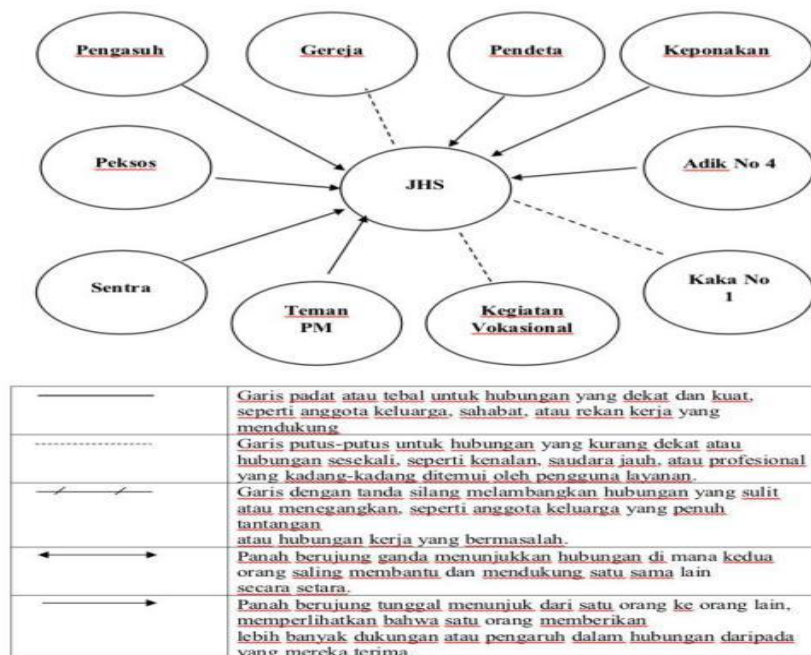 Pengasuh
Gereja
Pendeta
Keponakan
Peksos
JHS
Adik No 4
Sentra
Teman
PM
Kegiatan
Vokasional
Kaka No
1
Garis padat atau tebal untuk hubungan yang dekat dan kuat,
seperti anggota keluarga, sahabat, atau rekan kerja yang
mendukung
Garis putus-putus untuk hubungan yang kurang dekat atau
hubungan sesekali, seperti kenalan, saudara jauh, atau profesional
yang kadang-kadang ditemui oleh pengguna layanan.
Garis dengan tanda silang melambangkan hubungan yang sulit
atau menegangkan, seperti anggota keluarga yang penuh
tantangan
atau hubungan kerja yang bermasalah.
Panah berujung ganda menunjukkan hubungan di mana kedua
orang saling membantu dan mendukung satu sama lain
secara setara.
Panah berujung tunggal menunjuk dari satu orang ke orang lain,
memperlihatkan bahwa satu orang memberikan
lebih banyak dukungan atau pengaruh dalam hubungan daripada
yang mereka terima